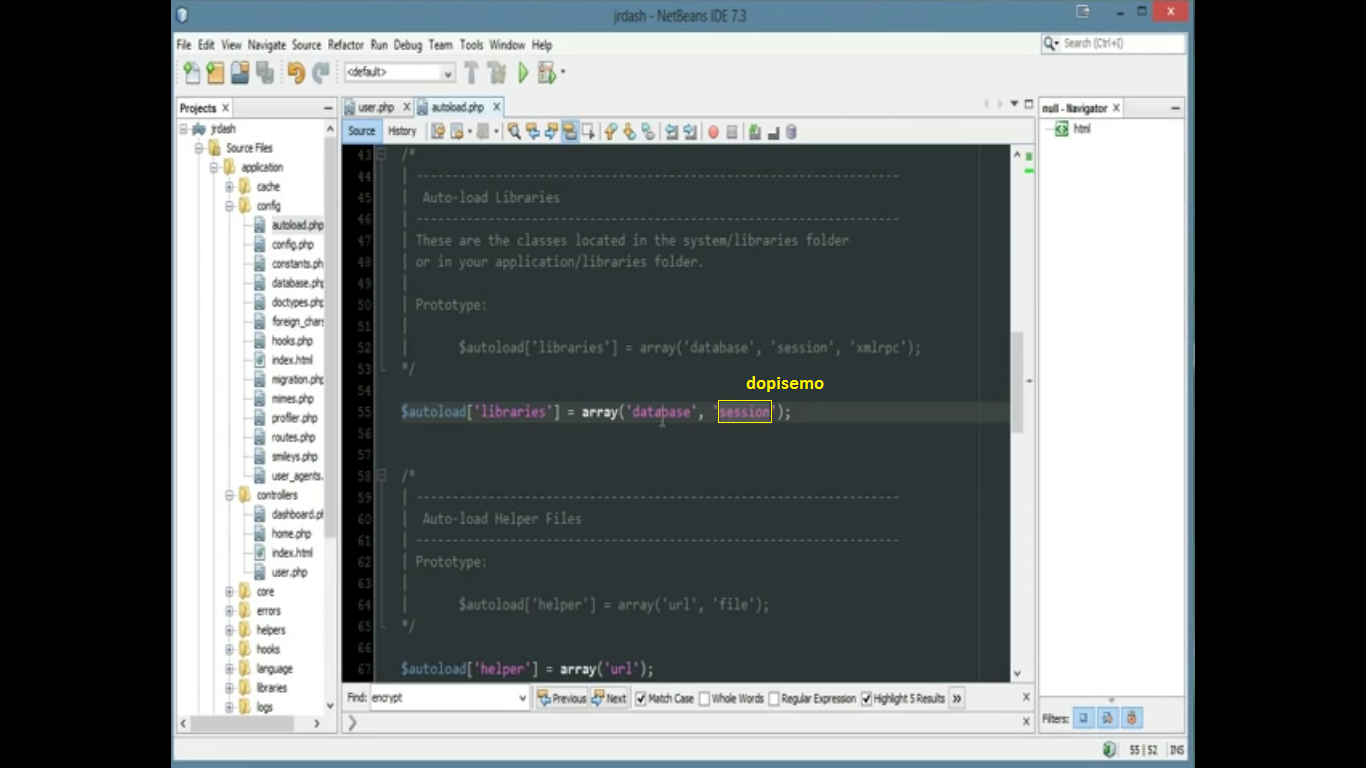 jrdash - NetBeans IDE 7.3
File Edit View Navigate Source Refactor Run Debug Team Tools Window Help
Search (Ctrl+I)
<default>
Projects
user.php autoload.php
null - Navigator
jrdash
Source Files
application
cache
config
autoload.php
config.php
constants.ph
database.php
doctypes.php
foreign_chars
hooks.php
index.html
migration.php
mimes.php
profiler.php
routes.php
smileys.php
user_agents.
controllers
dashboard.pl
home.php
index.html
user.php
core
errors
helpers
hooks
language
libraries
logs
Source History
43 /*
44 | -------------------------------------------------------------------
45 | Auto-load Libraries
46 | -------------------------------------------------------------------
47 | These are the classes located in the system/libraries folder
48 | or in your application/libraries folder.
49 |
50 | Prototype:
51 |
52 | $autoload['libraries'] = array('database', 'session', 'xmlrpc');
53 */
54
dopisemo
55 $autoload['libraries'] = array('database', 'session');
56
57
58 /*
59 | -------------------------------------------------------------------
60 | Auto-load Helper Files
61 | -------------------------------------------------------------------
62 | Prototype:
63 |
64 | $autoload['helper'] = array('url', 'file');
65 */
66
67 $autoload['helper'] = array('url');
html
Find: encrypt Previous Next Match Case Whole Words Regular Expression Highlight 5 Results »
Filters:
55 | 52 INS